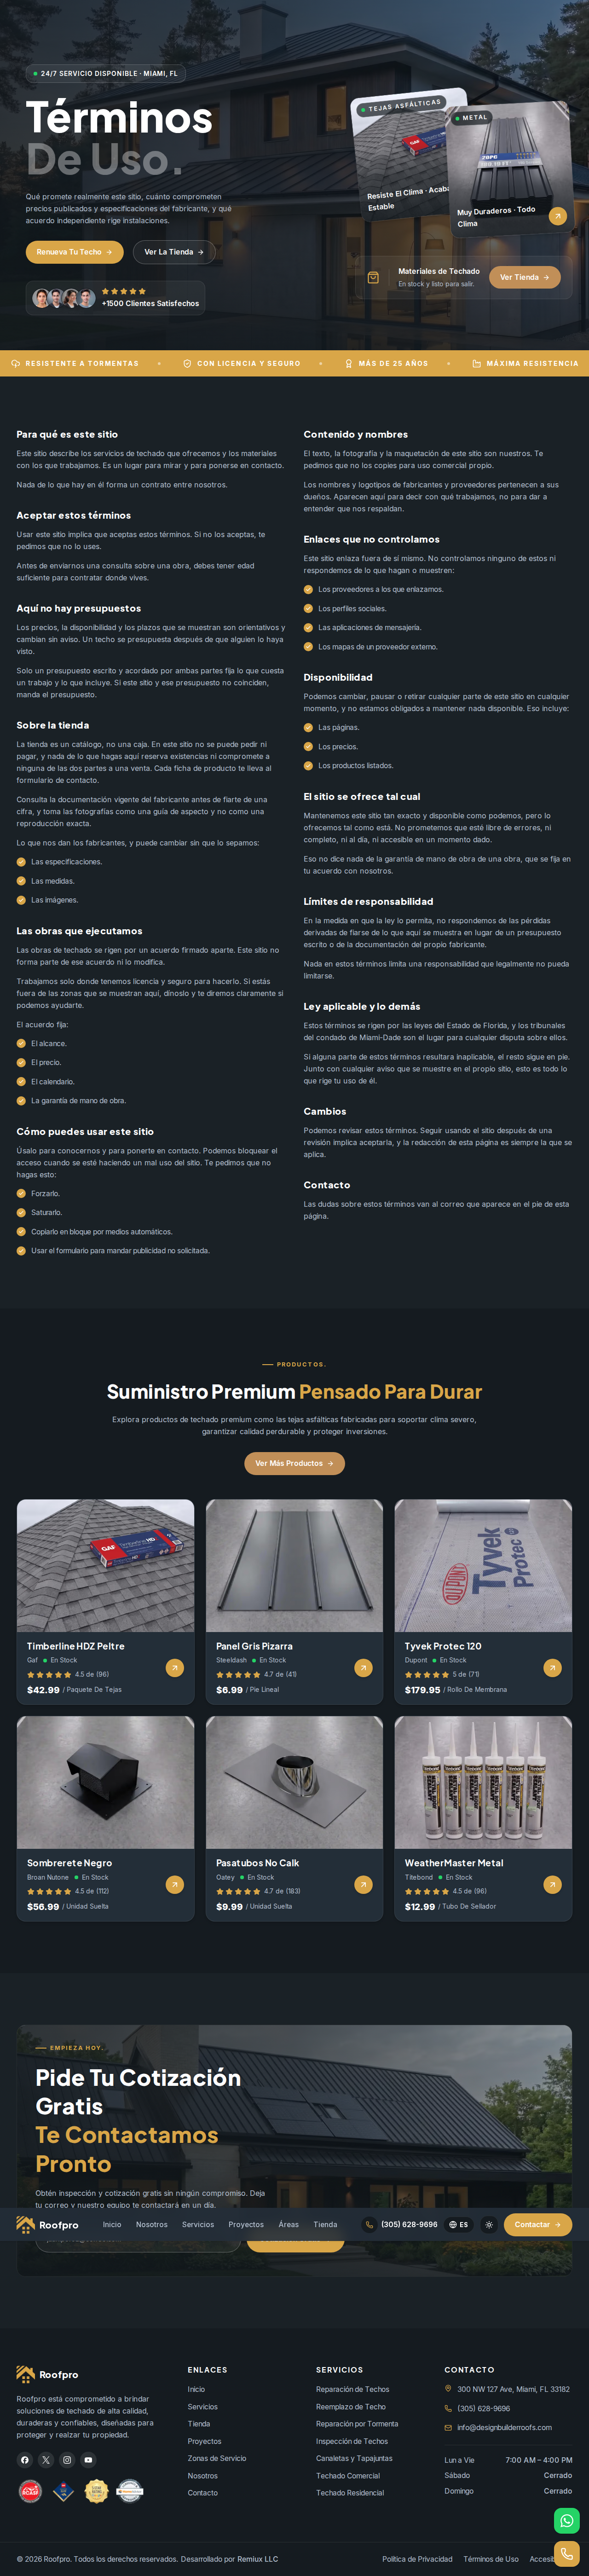 24/7 SERVICIO DISPONIBLE · MIAMI, FL
Términos
De Uso.
Qué promete realmente este sitio, cuánto comprometen
precios publicados y especificaciones del fabricante, y qué
acuerdo independiente rige instalaciones.
Renueva Tu Techo
Ver La Tienda
+1500 Clientes Satisfechos
TEJAS ASFÁLTICAS
Resiste El Clima · Acaba
Estable
METAL
Muy Duraderos · Todo
Clima
Materiales de Techado
En stock y listo para salir.
Ver Tienda
RESISTENTE A TORMENTAS
CON LICENCIA Y SEGURO
MÁS DE 25 AÑOS
MÁXIMA RESISTENCIA
Para qué es este sitio
Este sitio describe los servicios de techado que ofrecemos y los materiales
con los que trabajamos. Es un lugar para mirar y para ponerse en contacto.
Nada de lo que hay en él forma un contrato entre nosotros.
Aceptar estos términos
Usar este sitio implica que aceptas estos términos. Si no los aceptas, te
pedimos que no lo uses.
Antes de enviarnos una consulta sobre una obra, debes tener edad
suficiente para contratar donde vives.
Aquí no hay presupuestos
Los precios, la disponibilidad y los plazos que se muestran son orientativos y
cambian sin aviso. Un techo se presupuesta después de que alguien lo haya
visto.
Solo un presupuesto escrito y acordado por ambas partes fija lo que cuesta
un trabajo y lo que incluye. Si este sitio y ese presupuesto no coinciden,
manda el presupuesto.
Sobre la tienda
La tienda es un catálogo, no una caja. En este sitio no se puede pedir ni
pagar, y nada de lo que hagas aquí reserva existencias ni compromete a
ninguna de las dos partes a una venta. Cada ficha de producto te lleva al
formulario de contacto.
Consulta la documentación vigente del fabricante antes de fiarte de una
cifra, y toma las fotografías como una guía de aspecto y no como una
reproducción exacta.
Lo que nos dan los fabricantes, y puede cambiar sin que lo sepamos:
Las especificaciones.
Las medidas.
Las imágenes.
Las obras que ejecutamos
Las obras de techado se rigen por un acuerdo firmado aparte. Este sitio no
forma parte de ese acuerdo ni lo modifica.
Trabajamos solo donde tenemos licencia y seguro para hacerlo. Si estás
fuera de las zonas que se muestran aquí, dínoslo y te diremos claramente si
podemos ayudarte.
El acuerdo fija:
El alcance.
El precio.
El calendario.
La garantía de mano de obra.
Cómo puedes usar este sitio
Úsalo para conocernos y para ponerte en contacto. Podemos bloquear el
acceso cuando se esté haciendo un mal uso del sitio. Te pedimos que no
hagas esto:
Forzarlo.
Saturarlo.
Copiarlo en bloque por medios automáticos.
Usar el formulario para mandar publicidad no solicitada.
Contenido y nombres
El texto, la fotografía y la maquetación de este sitio son nuestros. Te
pedimos que no los copies para uso comercial propio.
Los nombres y logotipos de fabricantes y proveedores pertenecen a sus
dueños. Aparecen aquí para decir con qué trabajamos, no para dar a
entender que nos respaldan.
Enlaces que no controlamos
Este sitio enlaza fuera de sí mismo. No controlamos ninguno de estos ni
respondemos de lo que hagan o muestren:
Los proveedores a los que enlazamos.
Los perfiles sociales.
Las aplicaciones de mensajería.
Los mapas de un proveedor externo.
Disponibilidad
Podemos cambiar, pausar o retirar cualquier parte de este sitio en cualquier
momento, y no estamos obligados a mantener nada disponible. Eso incluye:
Las páginas.
Los precios.
Los productos listados.
El sitio se ofrece tal cual
Mantenemos este sitio tan exacto y disponible como podemos, pero lo
ofrecemos tal como está. No prometemos que esté libre de errores, ni
completo, ni al día, ni accesible en un momento dado.
Eso no dice nada de la garantía de mano de obra de una obra, que se fija en
tu acuerdo con nosotros.
Límites de responsabilidad
En la medida en que la ley lo permita, no respondemos de las pérdidas
derivadas de fiarse de lo que aquí se muestra en lugar de un presupuesto
escrito o de la documentación del propio fabricante.
Nada en estos términos limita una responsabilidad que legalmente no pueda
limitarse.
Ley aplicable y lo demás
Estos términos se rigen por las leyes del Estado de Florida, y los tribunales
del condado de Miami-Dade son el lugar para cualquier disputa sobre ellos.
Si alguna parte de estos términos resultara inaplicable, el resto sigue en pie.
Junto con cualquier aviso que se muestre en el propio sitio, esto es todo lo
que rige tu uso de él.
Cambios
Podemos revisar estos términos. Seguir usando el sitio después de una
revisión implica aceptarla, y la redacción de esta página es siempre la que se
aplica.
Contacto
Las dudas sobre estos términos van al correo que aparece en el pie de esta
página.
PRODUCTOS.
Suministro Premium Pensado Para Durar
Explora productos de techado premium como las tejas asfálticas fabricadas para soportar clima severo,
garantizar calidad perdurable y proteger inversiones.
Ver Más Productos
GAF Timberline HD
Timberline HDZ Peltre
Gaf En Stock
4.5 de (96)
$42.99 / Paquete De Tejas
Panel Gris Pizarra
Steeldash En Stock
4.7 de (41)
$6.99 / Pie Lineal
DUPONT Tyvek Protec
Tyvek Protec 120
Dupont En Stock
5 de (71)
$179.95 / Rollo De Membrana
Sombrerete Negro
Broan Nutone En Stock
4.5 de (112)
$56.99 / Unidad Suelta
Pasatubos No Calk
Oatey En Stock
4.7 de (183)
$9.99 / Unidad Suelta
WeatherMaster Metal
Titebond En Stock
4.5 de (96)
$12.99 / Tubo De Sellador
EMPIEZA HOY.
Pide Tu Cotización
Gratis
Te Contactamos
Pronto
Obtén inspección y cotización gratis sin ningún compromiso. Deja
tu correo y nuestro equipo te contactará en un día.
Roofpro
Inicio
Nosotros
Servicios
Proyectos
Áreas
Tienda
(305) 628-9696
ES
Contactar
Roofpro
Roofpro está comprometido a brindar
soluciones de techado de alta calidad,
duraderas y confiables, diseñadas para
proteger y realzar tu propiedad.
ENLACES
Inicio
Servicios
Tienda
Proyectos
Zonas de Servicio
Nosotros
Contacto
SERVICIOS
Reparación de Techos
Reemplazo de Techo
Reparación por Tormenta
Inspección de Techos
Canaletas y Tapajuntas
Techado Comercial
Techado Residencial
CONTACTO
300 NW 127 Ave, Miami, FL 33182
(305) 628-9696
info@designbuilderroofs.com
Lun a Vie 7:00 AM – 4:00 PM
Sábado Cerrado
Domingo Cerrado
© 2026 Roofpro. Todos los derechos reservados. Desarrollado por Remiux LLC
Política de Privacidad
Términos de Uso